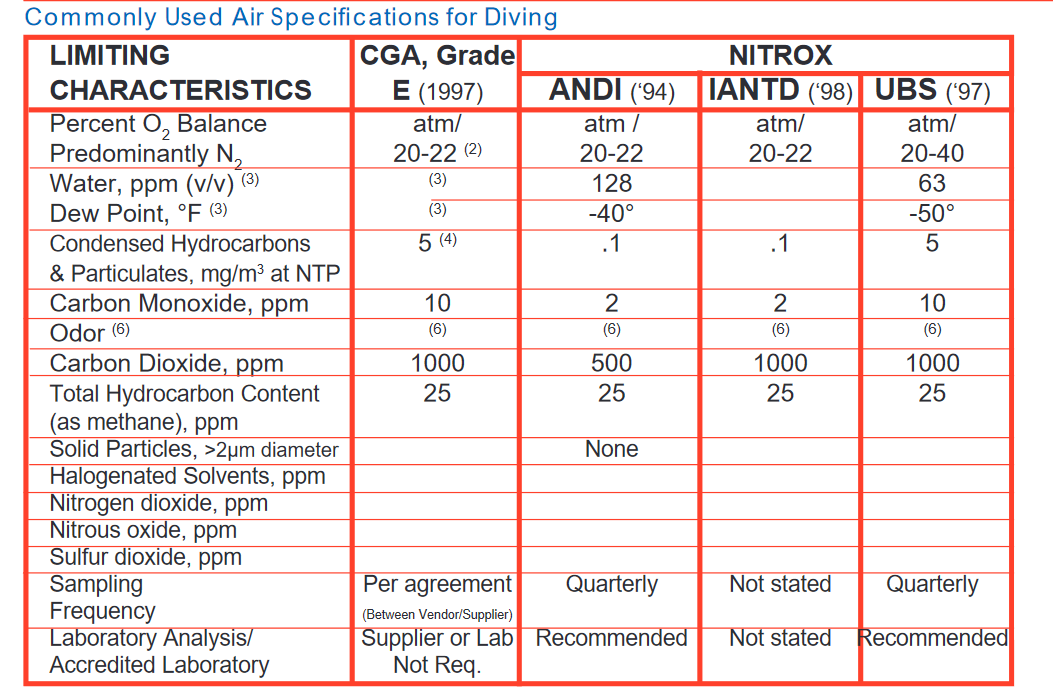 Commonly Used Air Specifications for Diving
LIMITING CHARACTERISTICS CGA, Grade E (1997) NITROX
ANDI (‘94) IANTD (‘98) UBS (‘97)
Percent O2 Balance atm/ atm / atm/ atm/
Predominantly N2 20-22 (2) 20-22 20-22 20-40
Water, ppm (v/v) (3) (3) 128 63
Dew Point, °F (3) (3) -40° -50°
Condensed Hydrocarbons 5 (4) .1 .1 5
& Particulates, mg/m³ at NTP
Carbon Monoxide, ppm 10 2 2 10
Odor (6) (6) (6) (6) (6)
Carbon Dioxide, ppm 1000 500 1000 1000
Total Hydrocarbon Content 25 25 25 25
(as methane), ppm
Solid Particles, >2µm diameter None
Halogenated Solvents, ppm
Nitrogen dioxide, ppm
Nitrous oxide, ppm
Sulfur dioxide, ppm
Sampling Per agreement Quarterly Not stated Quarterly
Frequency (Between Vendor/Supplier)
Laboratory Analysis/ Supplier or Lab Recommended Not stated Recommended
Accredited Laboratory Not Req.